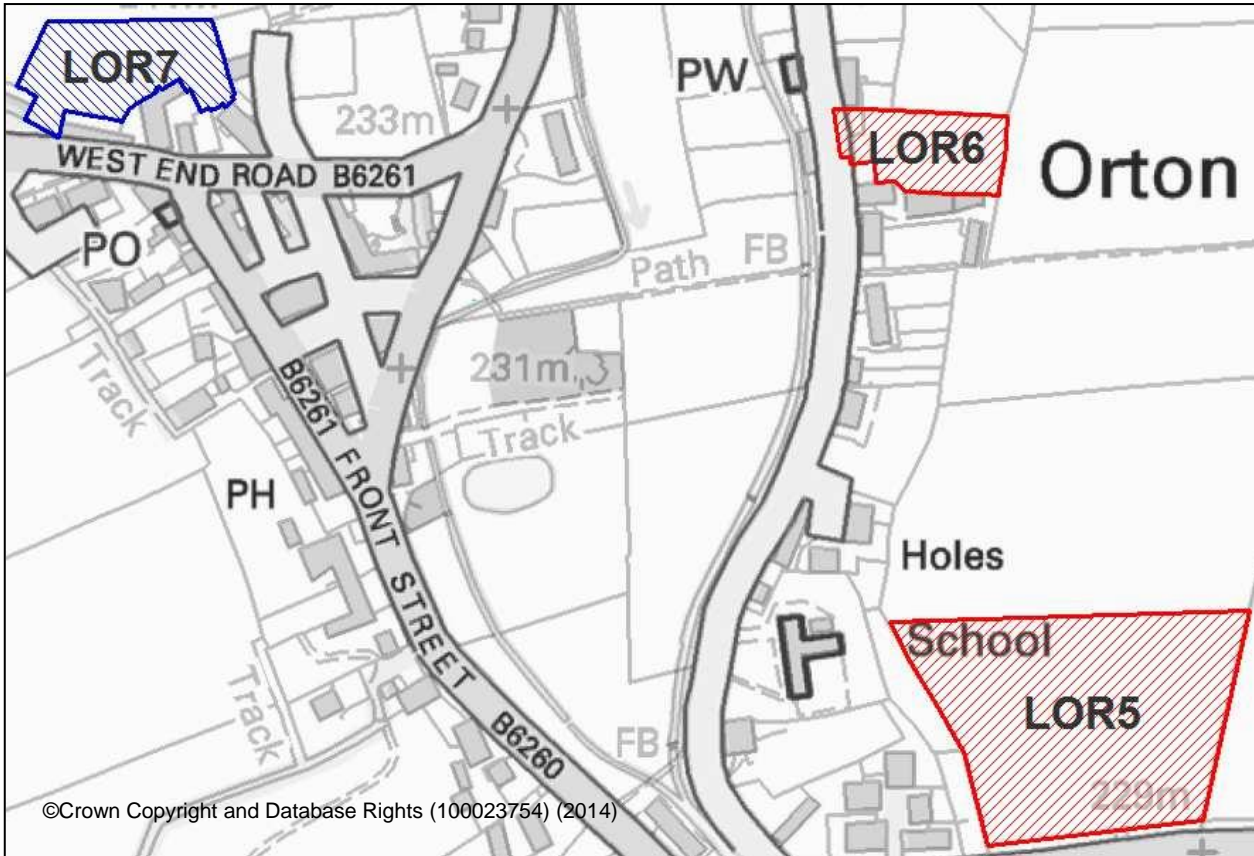 LOR7
233m
WEST END ROAD B6261
PO
PW
LOR6
Orton
Path
FB
Track
231m
B6261 FRONT STREET B6260
Track
PH
Holes
School
LOR5
229m
Track
FB
©Crown Copyright and Database Rights (100023754) (2014)